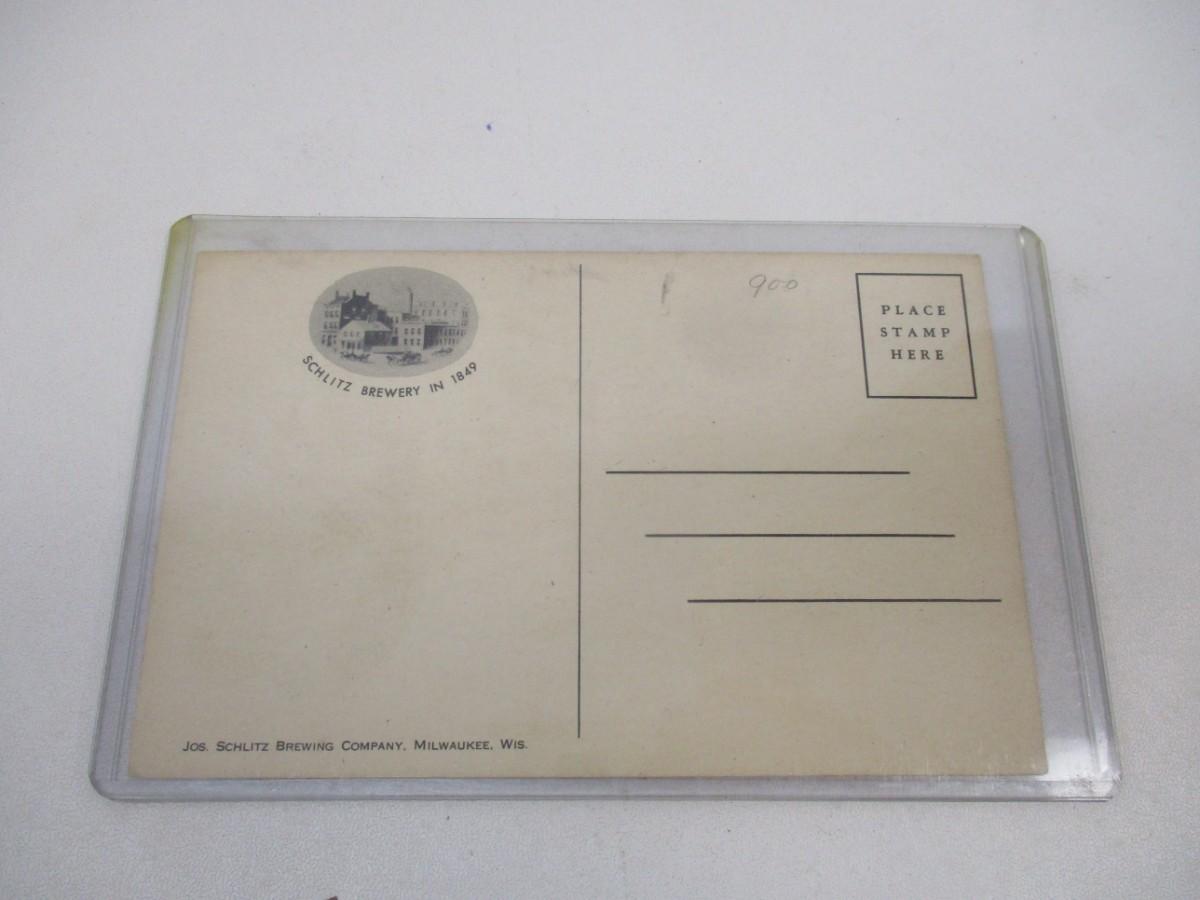 SCHLITZ BREWERY IN 1849
900
PLACE
STAMP
HERE
JOS. SCHLITZ BREWING COMPANY, MILWAUKEE, WIS.